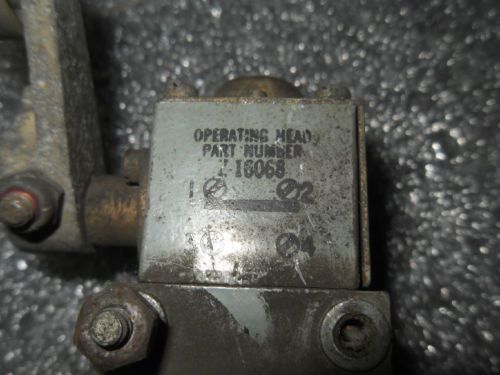 OPERATING HEAD
PART NUMBER
1 2
4